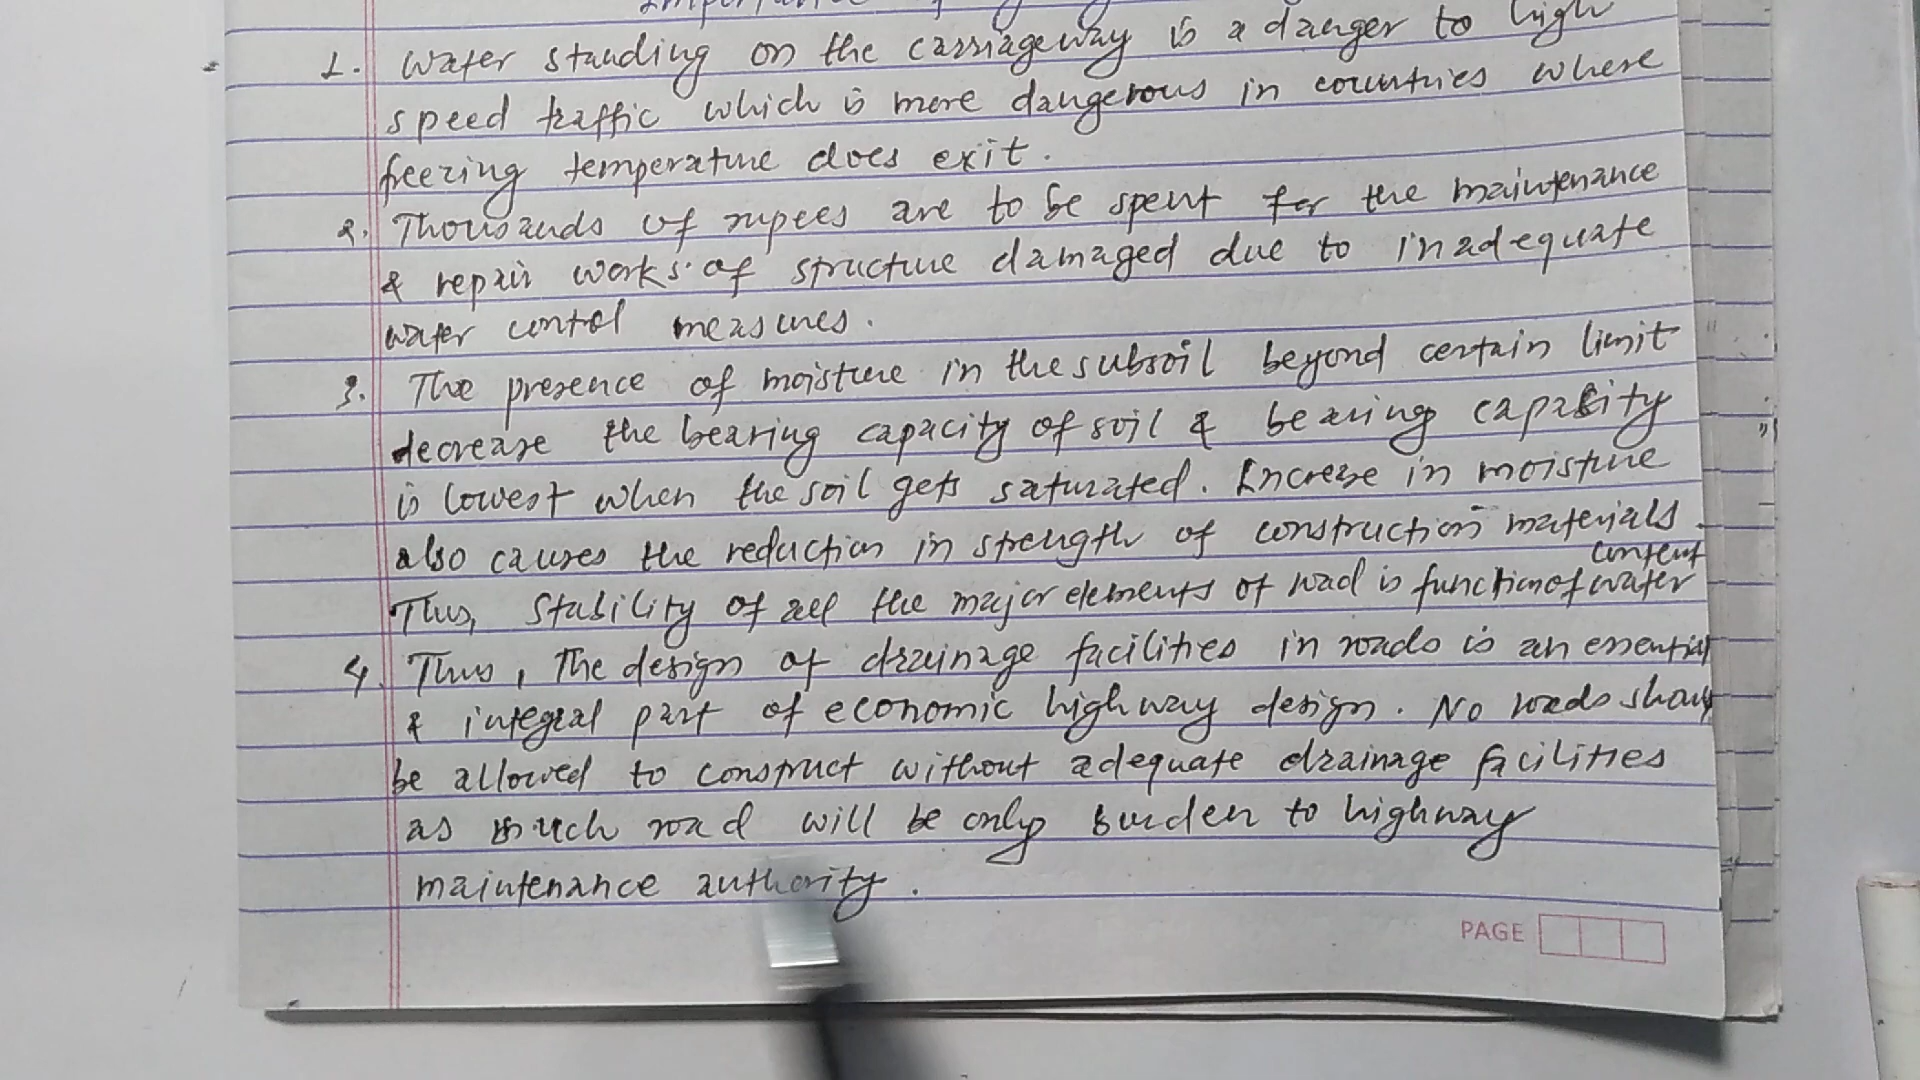 Importance
1. Water standing on the carriageway is a danger to high
speed traffic which is more dangerous in countries where
freezing temperature does exit.
2. Thousands of rupees are to be spent for the maintenance
& repair works of structure damaged due to inadequate
water control measures.
3. The presence of moisture in the subsoil beyond certain limit
decrease the bearing capacity of soil & bearing capacity
is lowest when the soil gets saturated. Increase in moisture
also causes the reduction in strength of construction materials.
Thus, Stability of all the major elements of road is function of water content
4. Thus, The design of drainage facilities in roads is an essential
& integral part of economic highway design. No roads should
be allowed to construct without adequate drainage facilities
as such road will be only burden to highway
maintenance authority.
PAGE